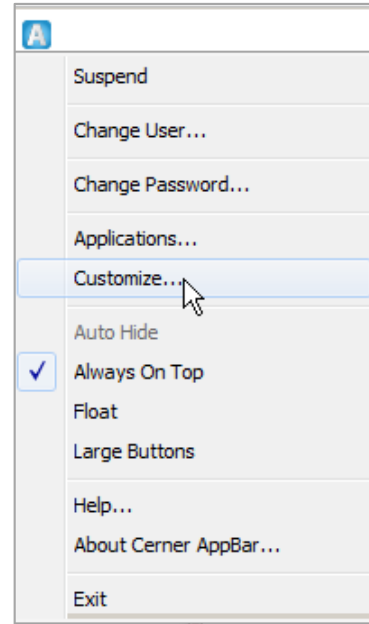 A
Suspend
Change User...
Change Password...
Applications...
Customize...
Auto Hide
Always On Top
Float
Large Buttons
Help...
About Cerner AppBar...
Exit